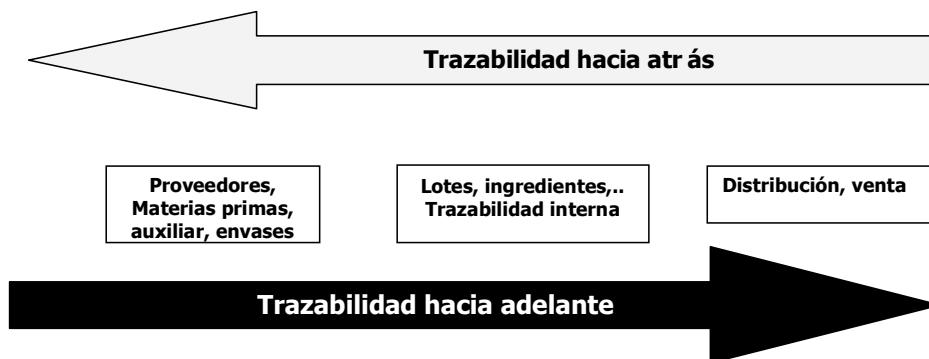 Trazabilidad hacia atr ás
Proveedores,
Materias primas,
auxiliar, envases
Lotes, ingredientes,..
Trazabilidad interna
Distribución, venta
Trazabilidad hacia adelante